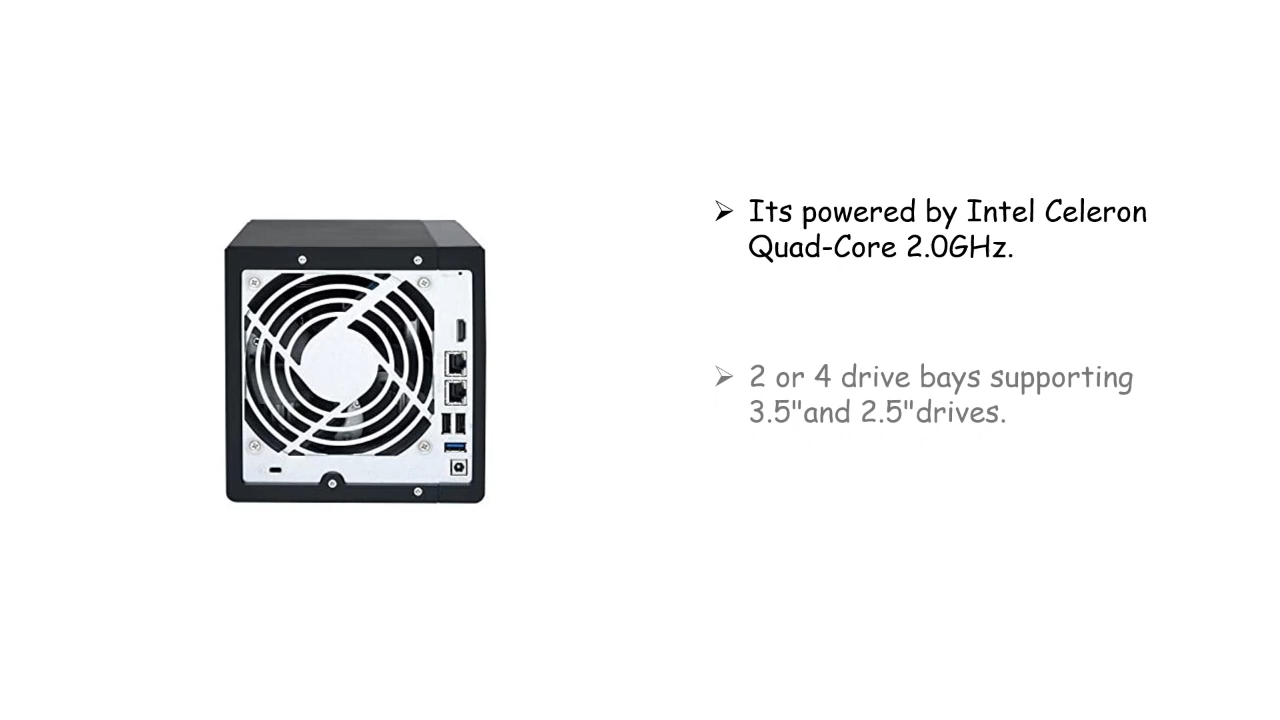 ➢ Its powered by Intel Celeron
Quad-Core 2.0GHz.
➢ 2 or 4 drive bays supporting
3.5"and 2.5"drives.